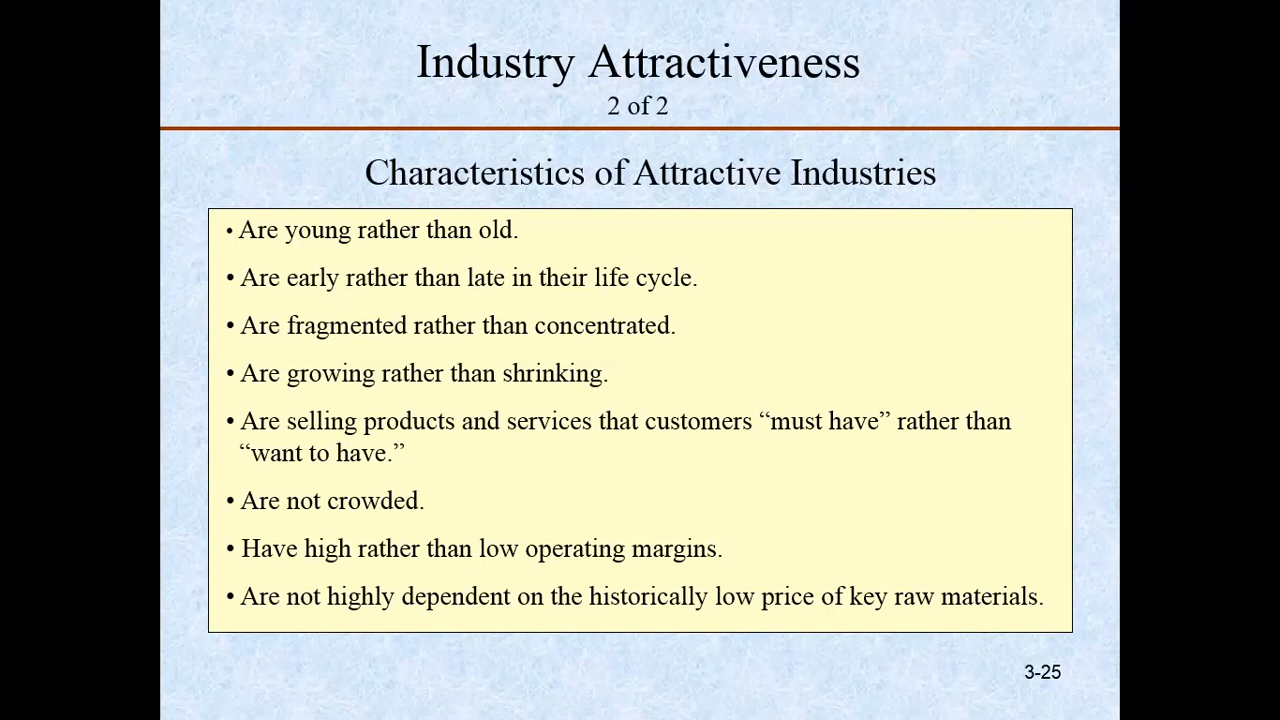 Industry Attractiveness
2 of 2
Characteristics of Attractive Industries
• Are young rather than old.
• Are early rather than late in their life cycle.
• Are fragmented rather than concentrated.
• Are growing rather than shrinking.
• Are selling products and services that customers “must have” rather than
“want to have.”
• Are not crowded.
• Have high rather than low operating margins.
• Are not highly dependent on the historically low price of key raw materials.
3-25